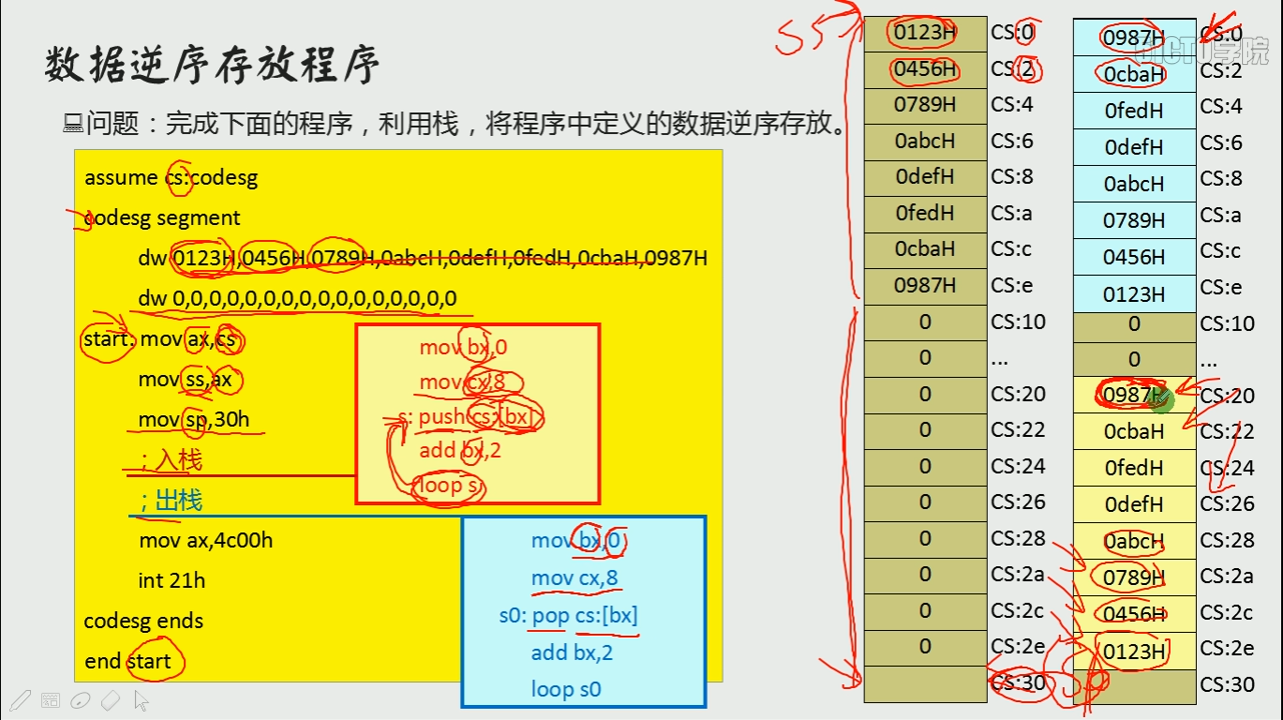 数据逆序存放程序
问题：完成下面的程序，利用栈，将程序中定义的数据逆序存放。
assume cs:codesg
codesg segment
dw 0123H,0456H,0789H,0abcH,0defH,0fedH,0cbaH,0987H
dw 0,0,0,0,0,0,0,0,0,0,0,0,0,0,0,0
start: mov ax,cs
mov ss,ax
mov sp,30h
；入栈
；出栈
mov ax,4c00h
int 21h
codesg ends
end start
mov bx,0
mov cx,8
s: push cs:[bx]
add bx,2
loop s
mov bx,0
mov cx,8
s0: pop cs:[bx]
add bx,2
loop s0
SS
0123H CS:0
0456H CS:2
0789H CS:4
0abcH CS:6
0defH CS:8
0fedH CS:a
0cbaH CS:c
0987H CS:e
0 CS:10
0 ...
0 CS:20
0 CS:22
0 CS:24
0 CS:26
0 CS:28
0 CS:2a
0 CS:2c
0 CS:2e
CS:30
0987H CS:0
0cbaH CS:2
0fedH CS:4
0defH CS:6
0abcH CS:8
0789H CS:a
0456H CS:c
0123H CS:e
0 CS:10
0 ...
0987H CS:20
0cbaH CS:22
0fedH CS:24
0defH CS:26
0abcH CS:28
0789H CS:2a
0456H CS:2c
0123H CS:2e
CS:30
51CTO学院